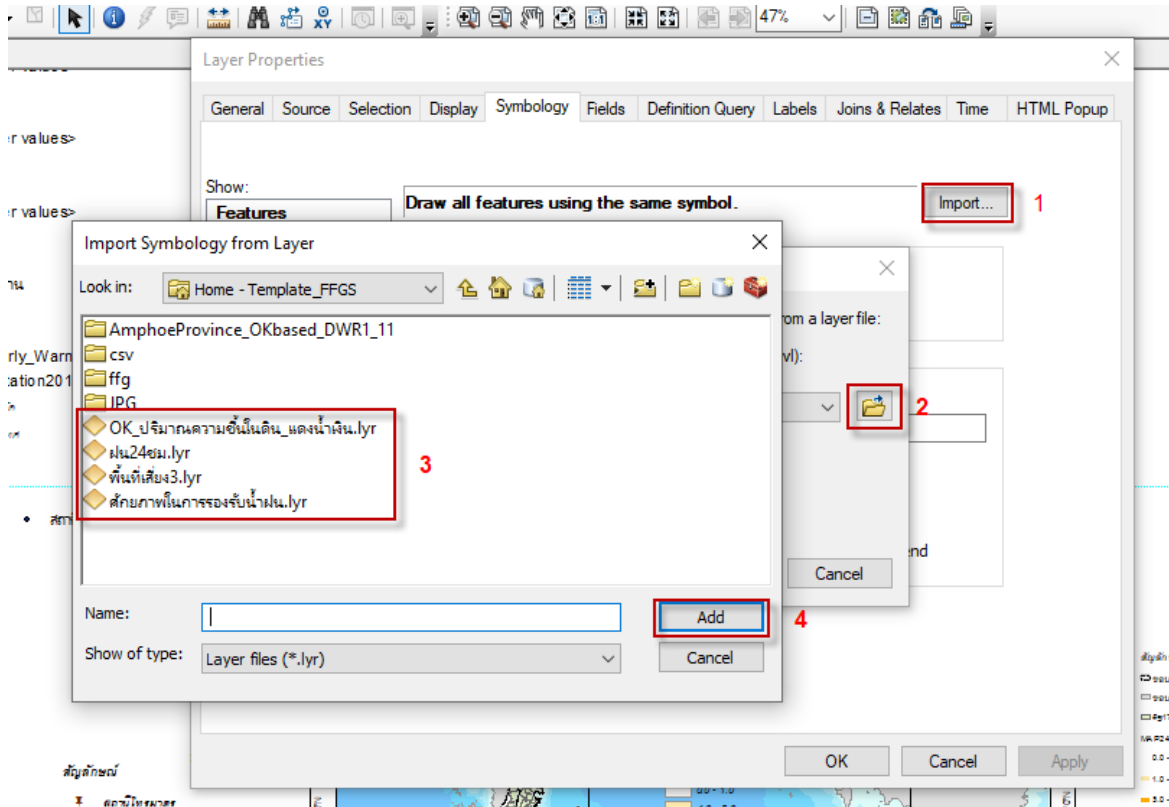 47%
Layer Properties
General Source Selection Display Symbology Fields Definition Query Labels Joins & Relates Time HTML Popup
r values>
Show:
Features
Draw all features using the same symbol.
Import...
1
r values>
Import Symbology from Layer
Look in:
Home - Template_FFGS
om a layer file:
vl):
AmphoeProvince_OKbased_DWR1_11
csv
ffg
JPG
OK_ปริมาณความชื้นในดิน_แดงน้ำเงิน.lyr
ฝน24ชม.lyr
พื้นที่เสี่ยง3.lyr
ศักยภาพในการรองรับน้ำฝน.lyr
2
3
rly_Warn
tation201
nd
Cancel
Name:
Add
4
Show of type:
Layer files (*.lyr)
Cancel
OK Cancel Apply
สัญลักษณ์